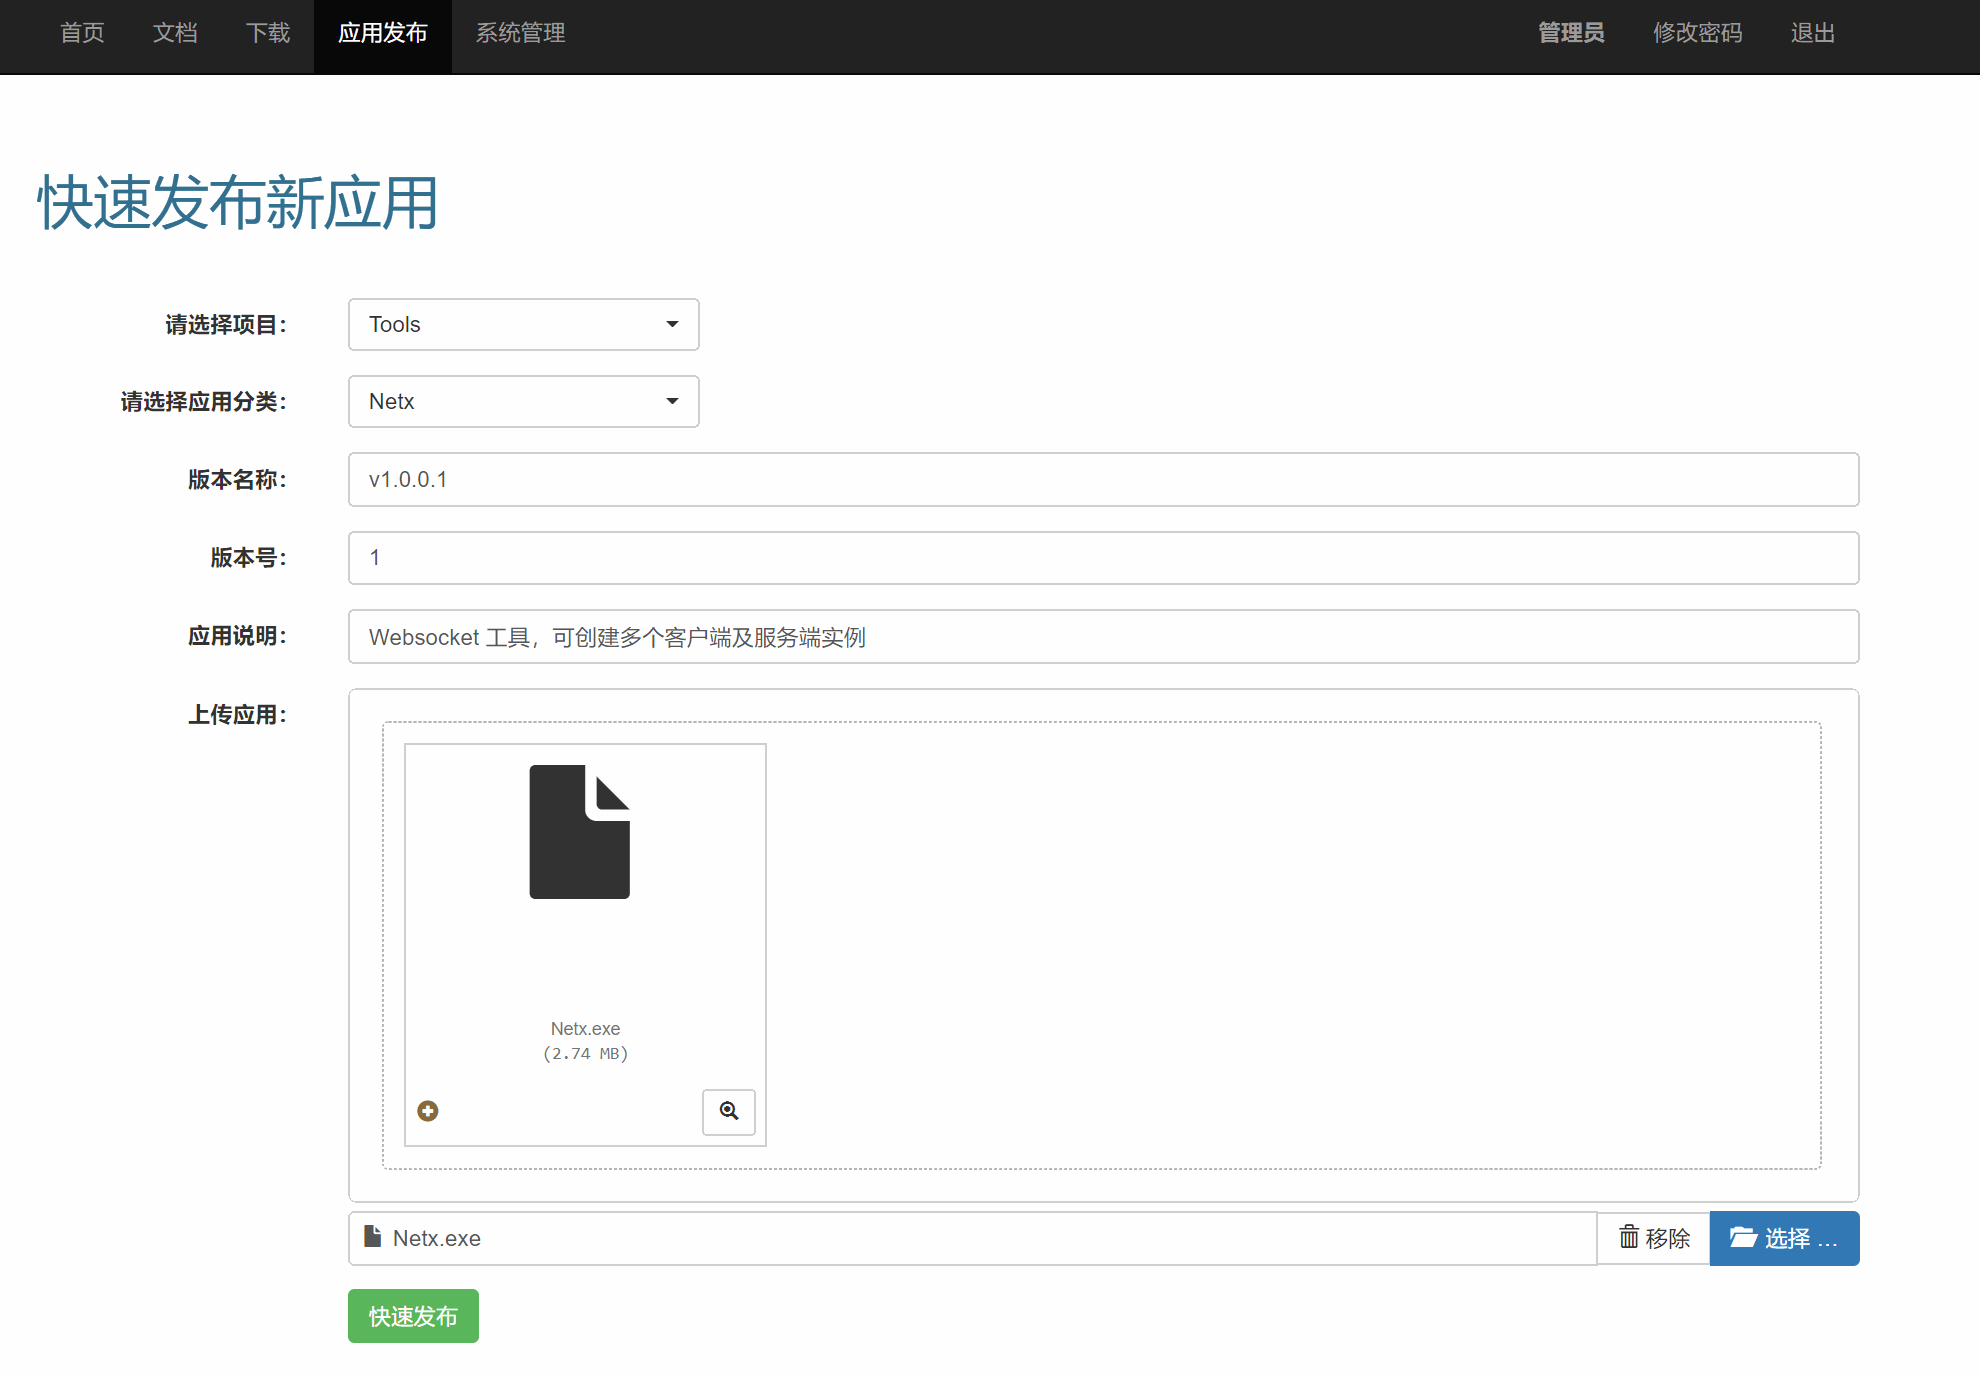 首页 文档 下载 应用发布 系统管理 管理员 修改密码 退出
快速发布新应用
请选择项目： Tools
请选择应用分类： Netx
版本名称： v1.0.0.1
版本号： 1
应用说明： Websocket 工具，可创建多个客户端及服务端实例
上传应用：
Netx.exe
(2.74 MB)
Netx.exe 移除 选择 ...
快速发布